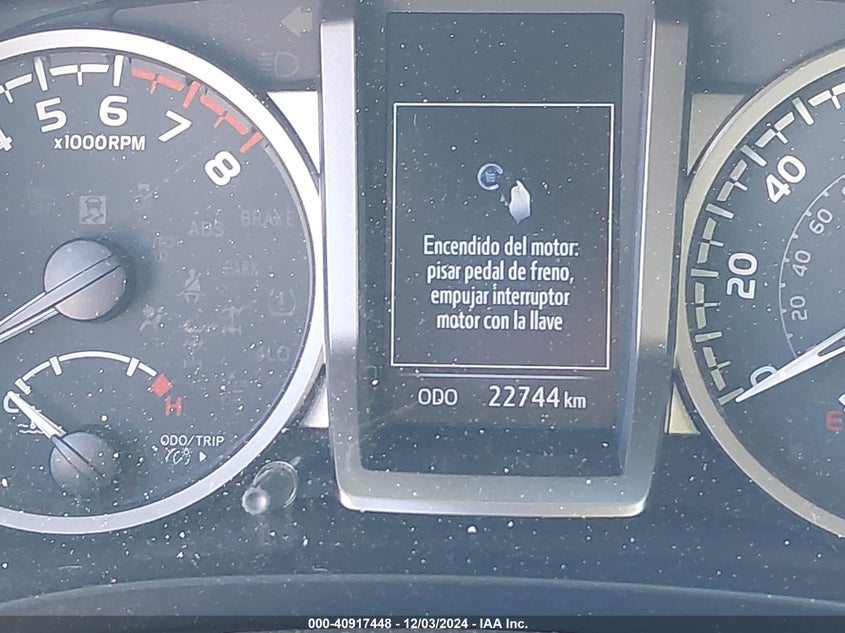 5 6 7 8
x1000RPM
ABS
BRAKE
PARK
H
ODO/TRIP
Encendido del motor:
pisar pedal de freno,
empujar interruptor
motor con la llave
ODO 22744 km
40
20
0
60
40
20
E
000-40917448 - 12/03/2024 - IAA Inc.